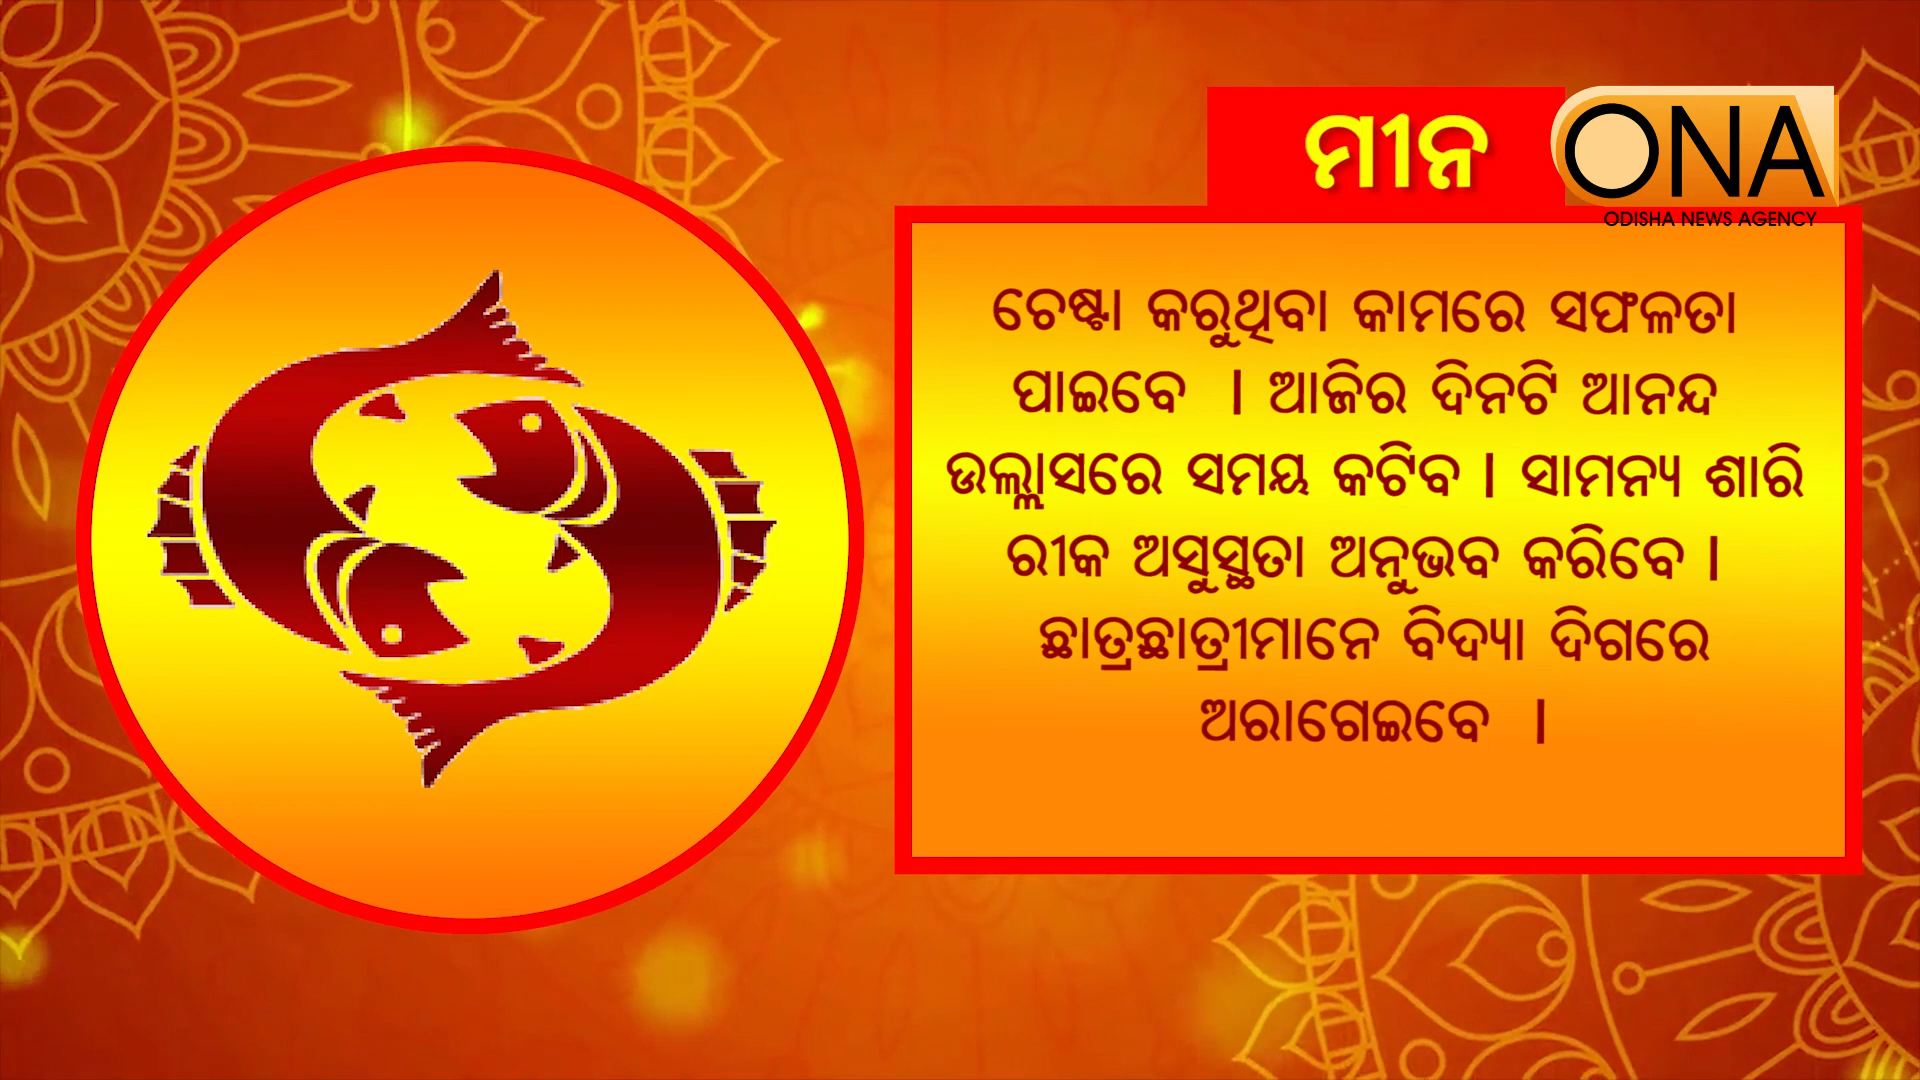 ମୀନ
ONA
ODISHA NEWS AGENCY
ଚେଷ୍ଟା କରୁଥିବା କାମରେ ସଫଳତା
ପାଇବେ । ଆଜିର ଦିନଟି ଆନନ୍ଦ
ଉଲ୍ଲାସରେ ସମୟ କଟିବ । ସାମନ୍ୟ ଶାରି
ରୀକ ଅସୁସ୍ଥତା ଅନୁଭବ କରିବେ ।
ଛାତ୍ରଛାତ୍ରୀମାନେ ବିଦ୍ୟା ଦିଗରେ
ଅରାଗେଇବେ ।